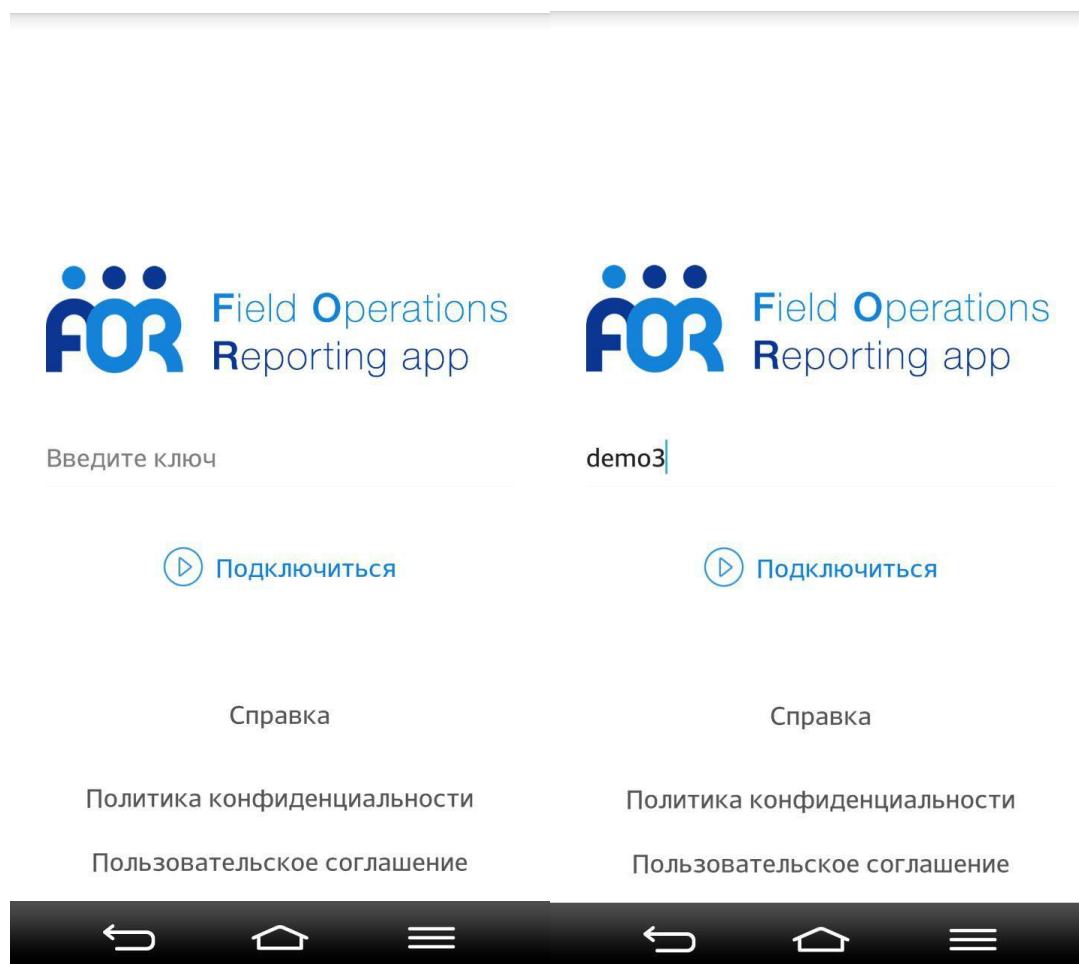 FOR
Field Operations
Reporting app
Введите ключ
Подключиться
Справка
Политика конфиденциальности
Пользовательское соглашение
FOR
Field Operations
Reporting app
demo3
Подключиться
Справка
Политика конфиденциальности
Пользовательское соглашение